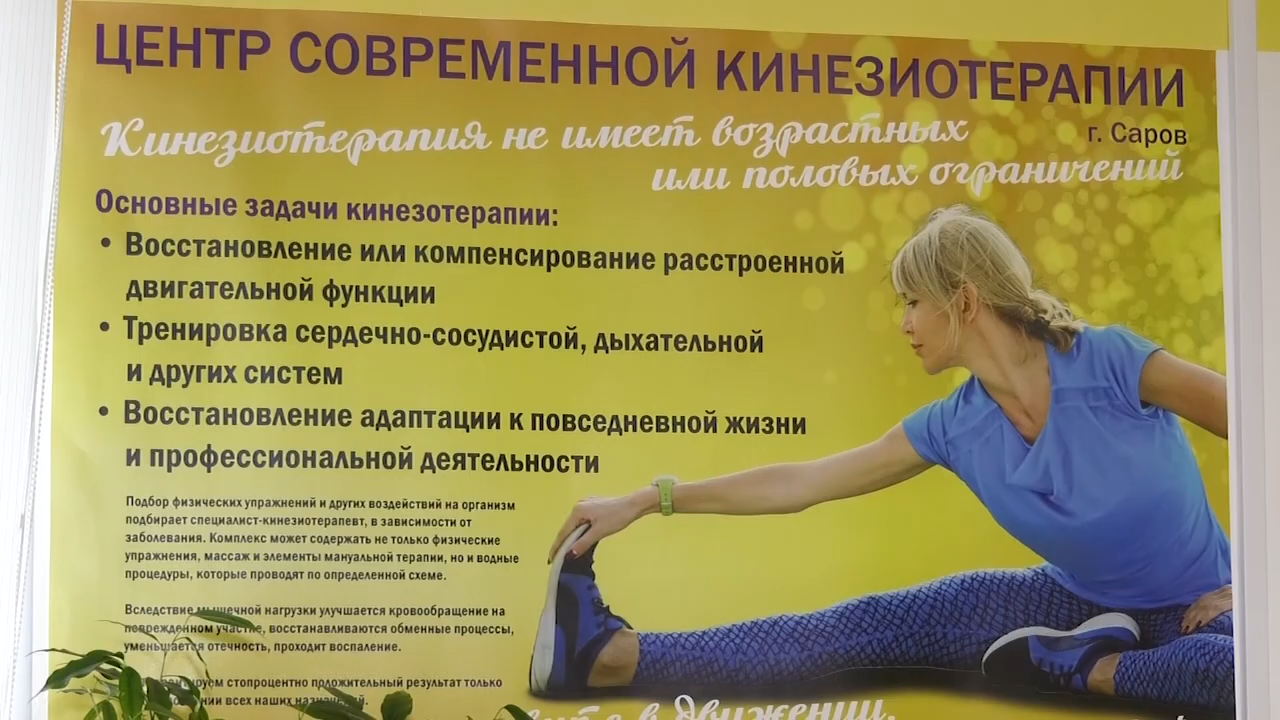 ЦЕНТР СОВРЕМЕННОЙ КИНЕЗИОТЕРАПИИ
г. Саров
Кинезиотерапия не имеет возрастных
или половых ограничений
Основные задачи кинезотерапии:
• Восстановление или компенсирование расстроенной
двигательной функции
• Тренировка сердечно-сосудистой, дыхательной
и других систем
• Восстановление адаптации к повседневной жизни
и профессиональной деятельности
Подбор физических упражнений и других воздействий на организм
подбирает специалист-кинезиотерапевт, в зависимости от
заболевания. Комплекс может содержать не только физические
упражнения, массаж и элементы мануальной терапии, но и водные
процедуры, которые проводят по определенной схеме.
Вследствие мышечной нагрузки улучшается кровообращение на
поврежденном участке, восстанавливаются обменные процессы,
уменьшается отечность, проходит воспаление.
стопроцентно положительный результат только
всех наших назначений.
в движении.